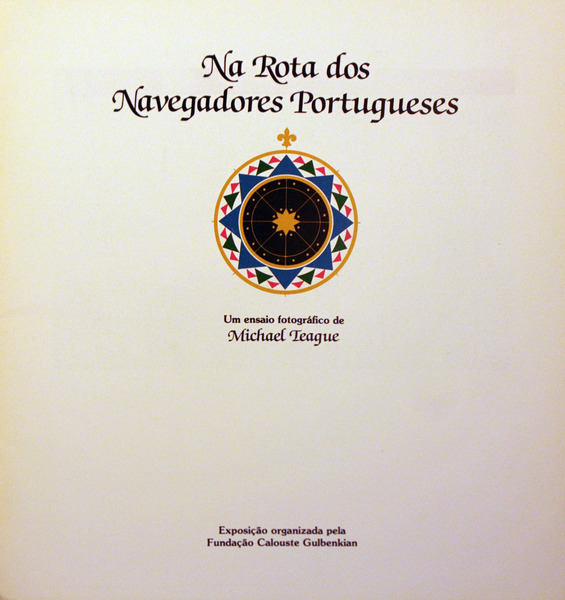 Na Rota dos
Navegadores Portugueses
Um ensaio fotográfico de
Michael Teague
Exposição organizada pela
Fundação Calouste Gulbenkian